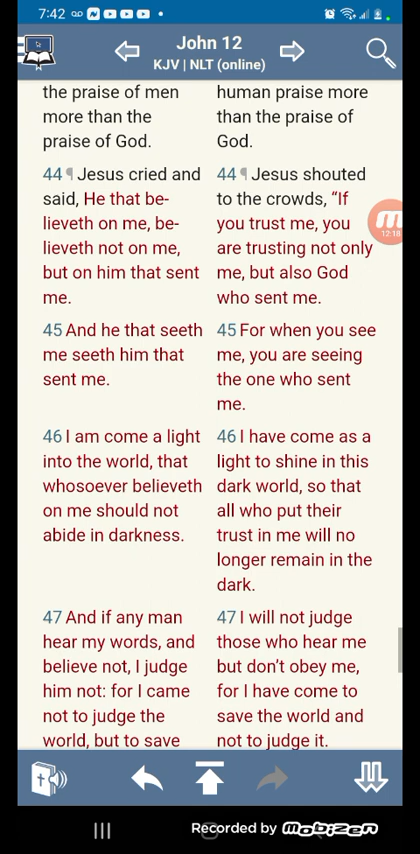 7:42
John 12
KJV | NLT (online)
the praise of men
more than the
praise of God.
44 ¶ Jesus cried and
said, He that be-
lieveth on me, be-
lieveth not on me,
but on him that sent
me.
45 And he that seeth
me seeth him that
sent me.
46 I am come a light
into the world, that
whosoever believeth
on me should not
abide in darkness.
47 And if any man
hear my words, and
believe not, I judge
him not: for I came
not to judge the
world, but to save
human praise more
than the praise of
God.
44 ¶ Jesus shouted
to the crowds, “If
you trust me, you
are trusting not only
me, but also God
who sent me.
45 For when you see
me, you are seeing
the one who sent
me.
46 I have come as a
light to shine in this
dark world, so that
all who put their
trust in me will no
longer remain in the
dark.
47 I will not judge
those who hear me
but don’t obey me,
for I have come to
save the world and
not to judge it.
m
12:18
Recorded by Mobizen